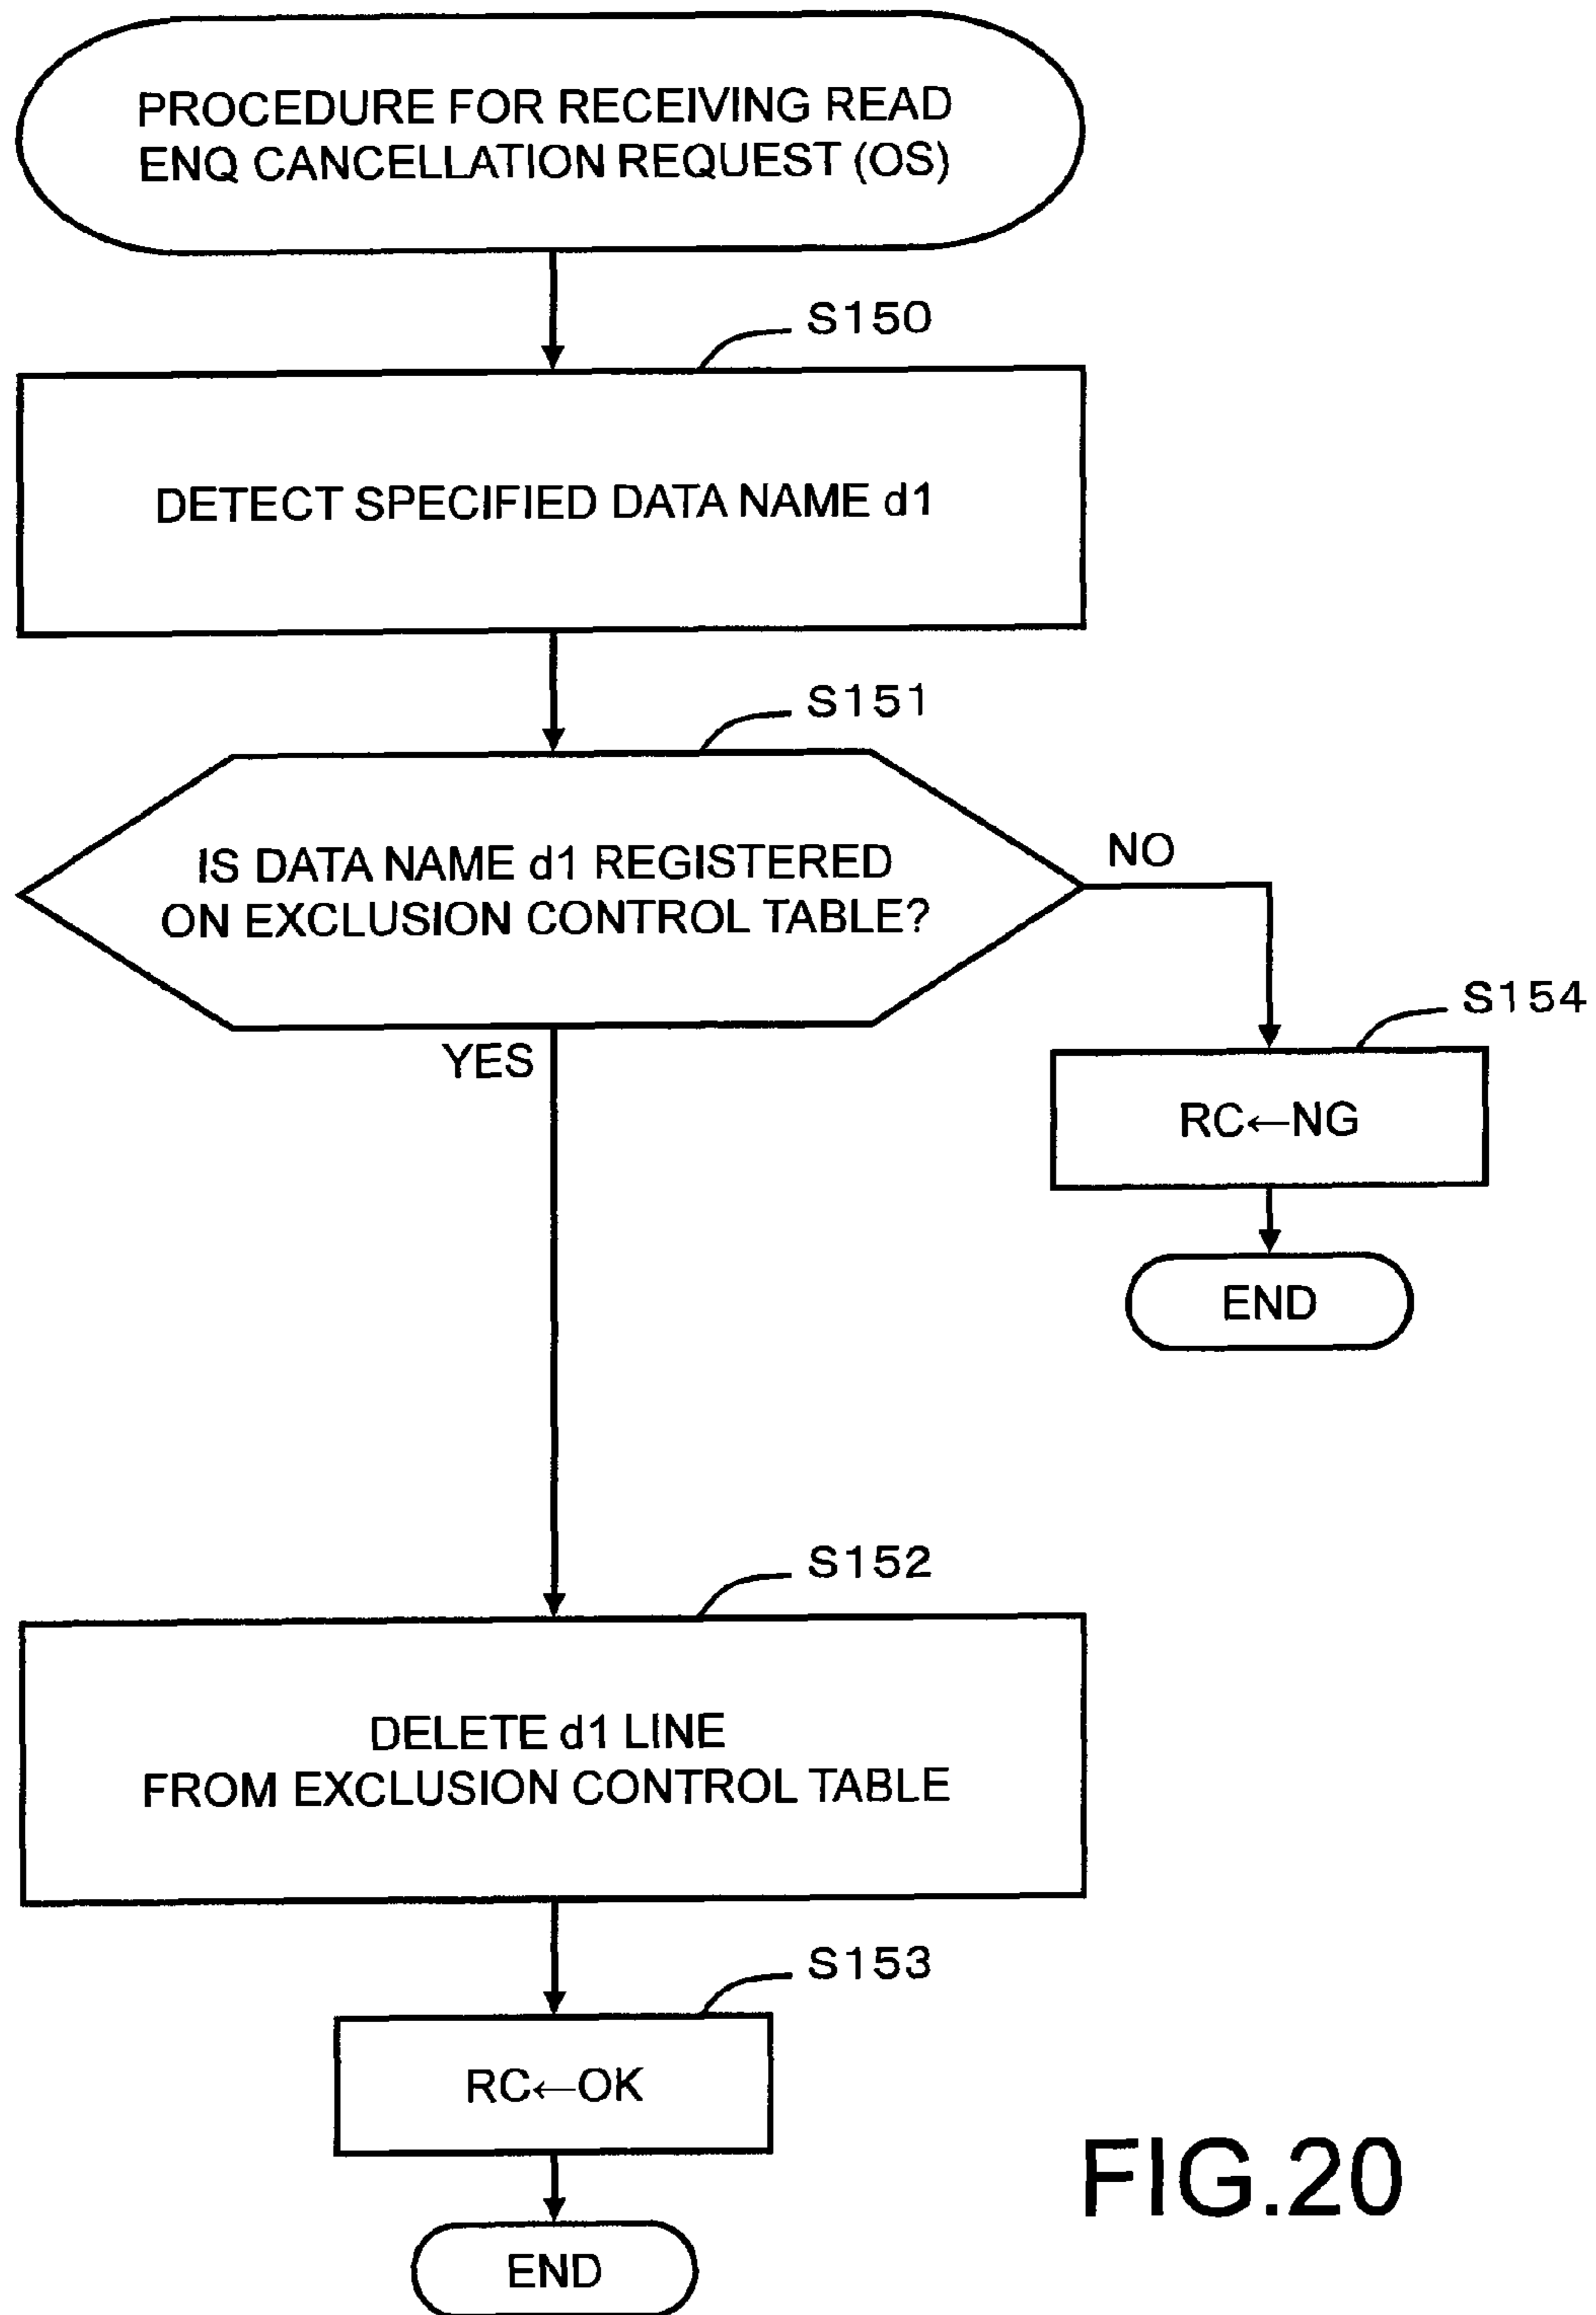 PROCEDURE FOR RECEIVING READ
ENQ CANCELLATION REQUEST (OS)
S150
DETECT SPECIFIED DATA NAME d1
S151
IS DATA NAME d1 REGISTERED
ON EXCLUSION CONTROL TABLE?
NO
YES
S154
RC←NG
END
S152
DELETE d1 LINE
FROM EXCLUSION CONTROL TABLE
S153
RC←OK
END
FIG.20